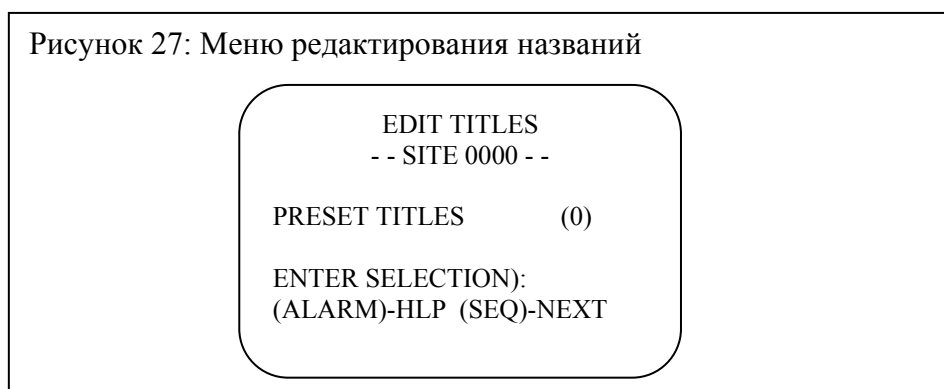 Рисунок 27: Меню редактирования названий
EDIT TITLES
- - SITE 0000 - -
PRESET TITLES (0)
ENTER SELECTION):
(ALARM)-HLP (SEQ)-NEXT